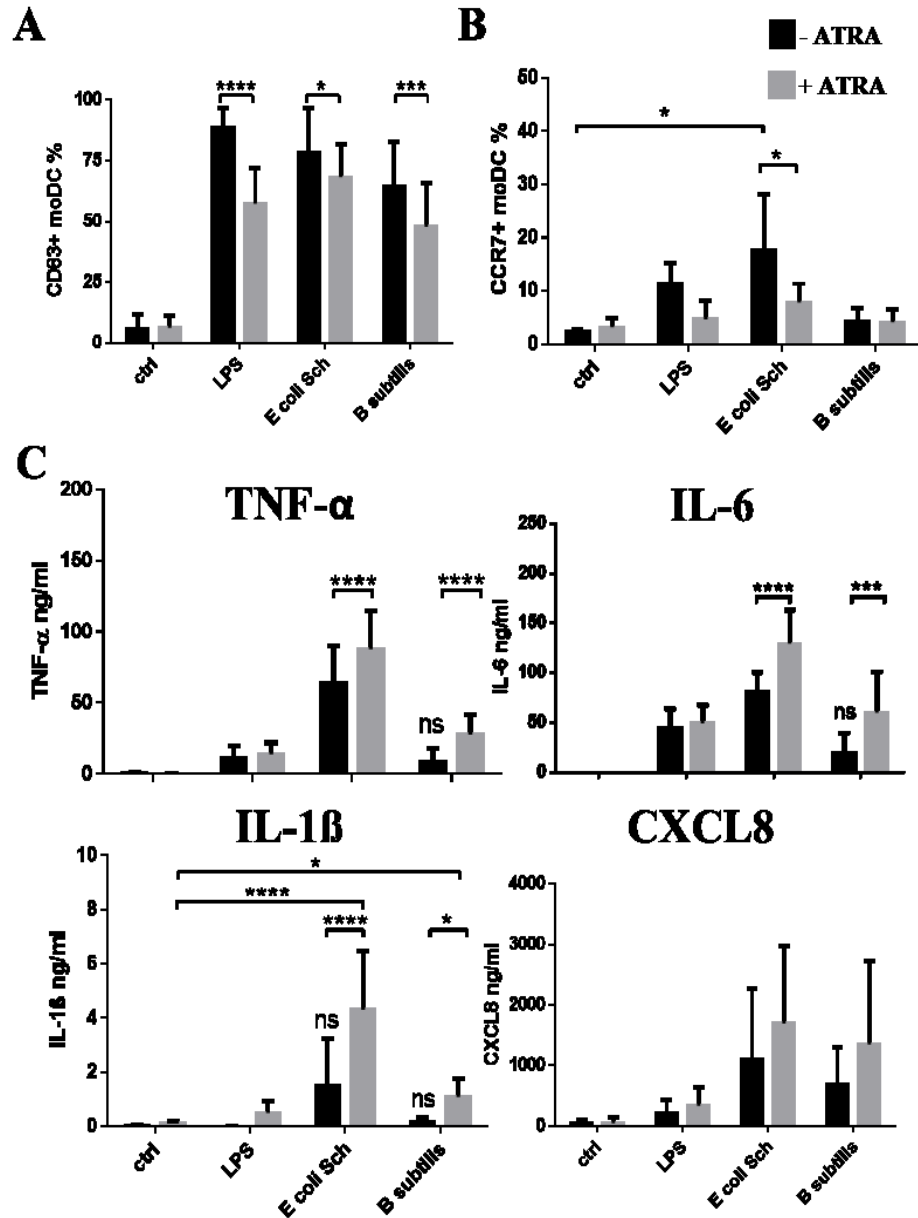 A
B
- ATRA
+ ATRA
**** * ***
100
75
50
25
0
CD83+ moDC %
ctrl
LPS
E coli Sch
B subtilis
* *
50
40
30
20
10
0
CCR7+ moDC %
ctrl
LPS
E coli Sch
B subtilis
C
TNF-α
200
150
100
50
0
TNF-α ng/ml
**** ****
ns
IL-6
250
200
150
100
50
0
IL-6 ng/ml
**** ***
ns
IL-1ß
10
8
6
4
2
0
IL-1ß ng/ml
*
****
**** *
ns
ns
ctrl
LPS
E coli Sch
B subtilis
CXCL8
4000
3000
2000
1000
0
CXCL8 ng/ml
ctrl
LPS
E coli Sch
B subtilis